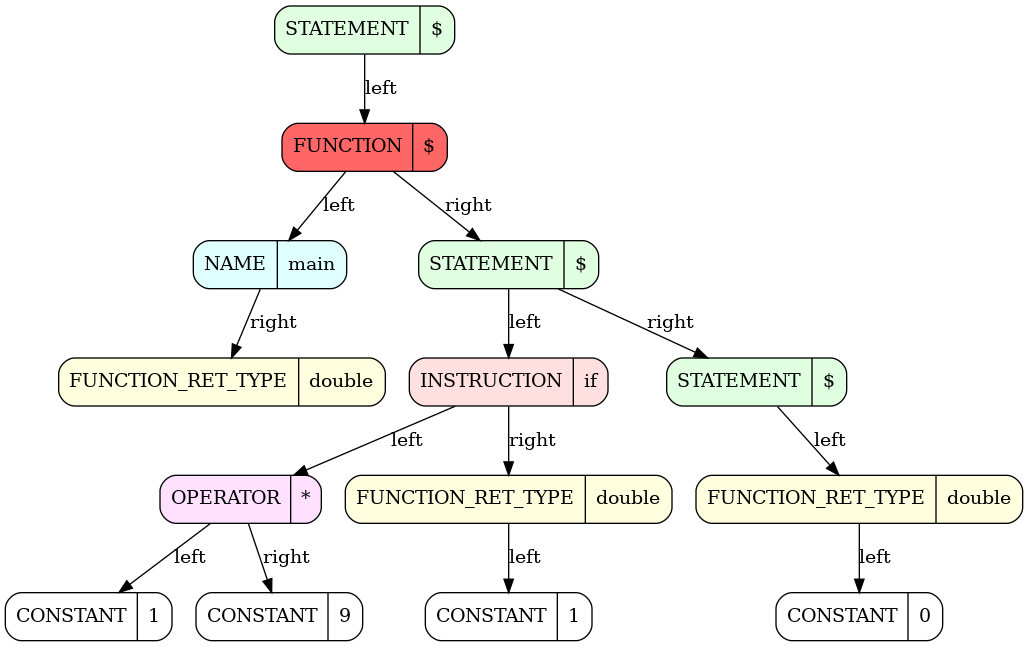 STATEMENT $
left
FUNCTION $
left right
NAME main STATEMENT $
right left right
FUNCTION_RET_TYPE double INSTRUCTION if STATEMENT $
left right left
OPERATOR * FUNCTION_RET_TYPE double FUNCTION_RET_TYPE double
left right left left
CONSTANT 1 CONSTANT 9 CONSTANT 1 CONSTANT 0